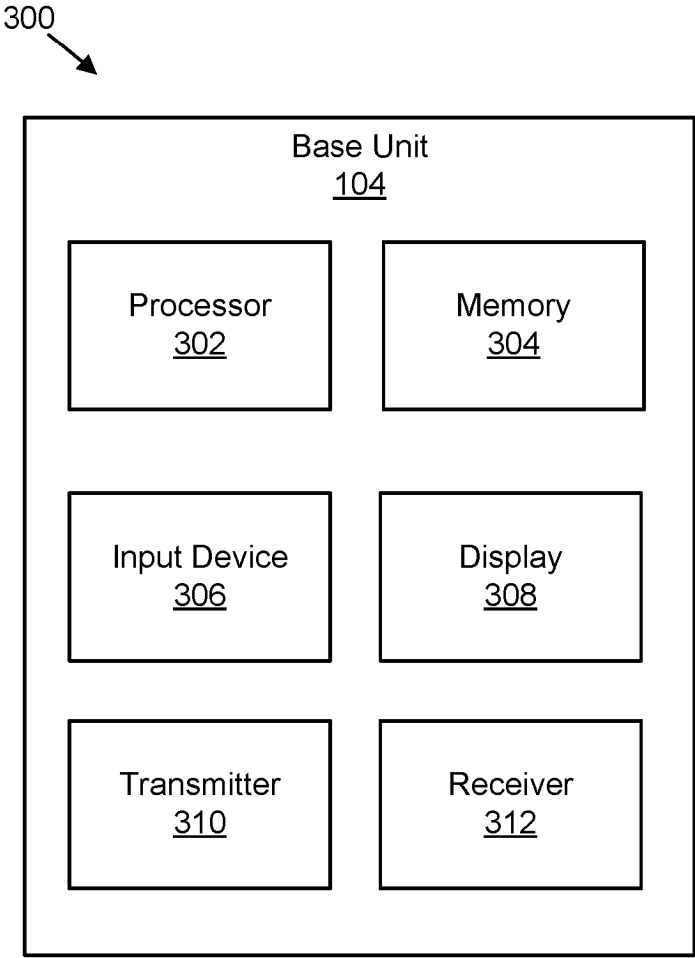 300
Base Unit
104
Processor
302
Memory
304
Input Device
306
Display
308
Transmitter
310
Receiver
312